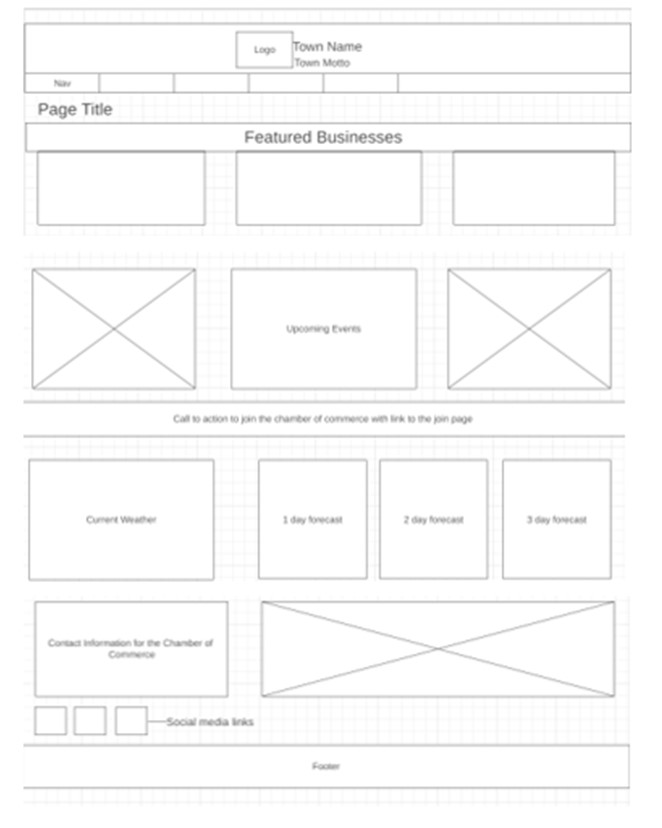 Logo
Town Name
Town Motto
Nav
Page Title
Featured Businesses
Upcoming Events
Call to action to join the chamber of commerce with link to the join page
Current Weather
1 day forecast
2 day forecast
3 day forecast
Contact Information for the Chamber of
Commerce
Social media links
Footer